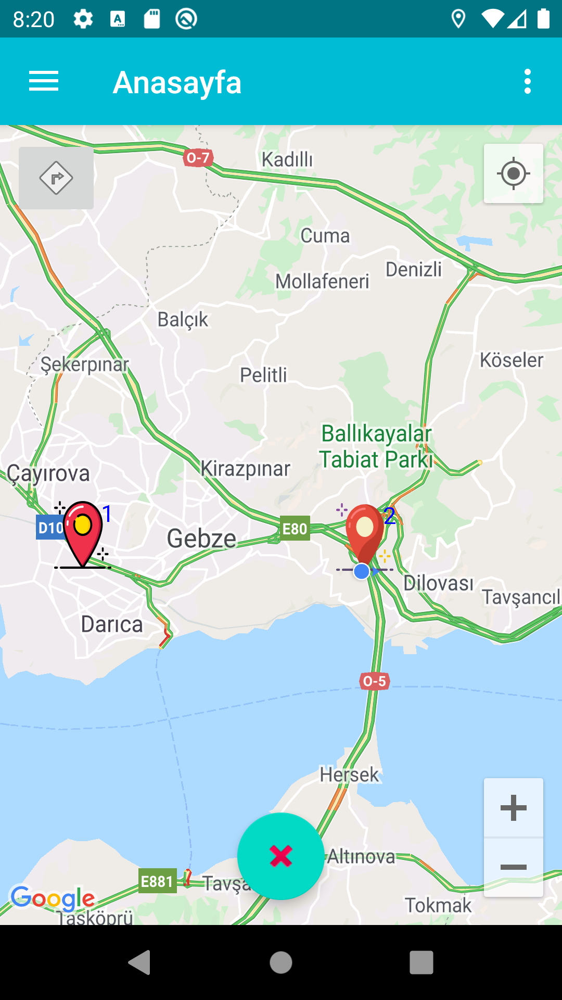 8:20
Anasayfa
O-7
Kadıllı
Cuma
Denizli
Mollafeneri
Balçık
Şekerpınar
Köseler
Pelitli
Ballıkayalar
Tabiat Parkı
Çayırova
Kirazpınar
1
2
D10
Gebze
E80
Dilovası
Tavşancıl
Darıca
O-5
Hersek
Altınova
E881
Tavşa
Google
Tokmak
Taşköprü